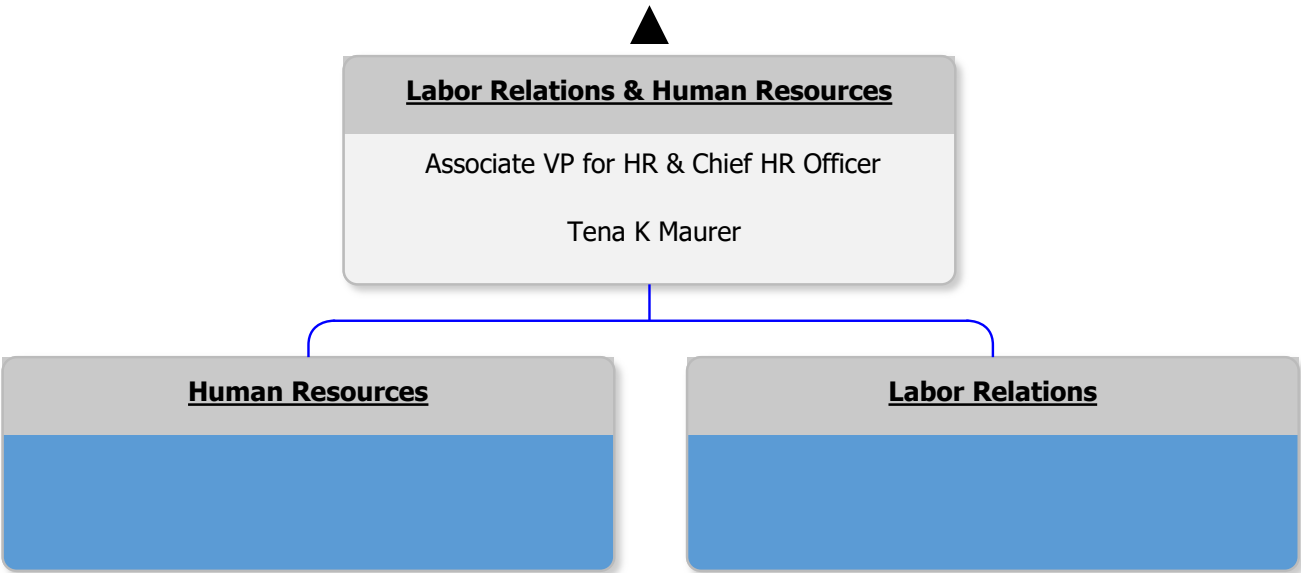 Labor Relations & Human Resources
Associate VP for HR & Chief HR Officer
Tena K Maurer
Human Resources
Labor Relations